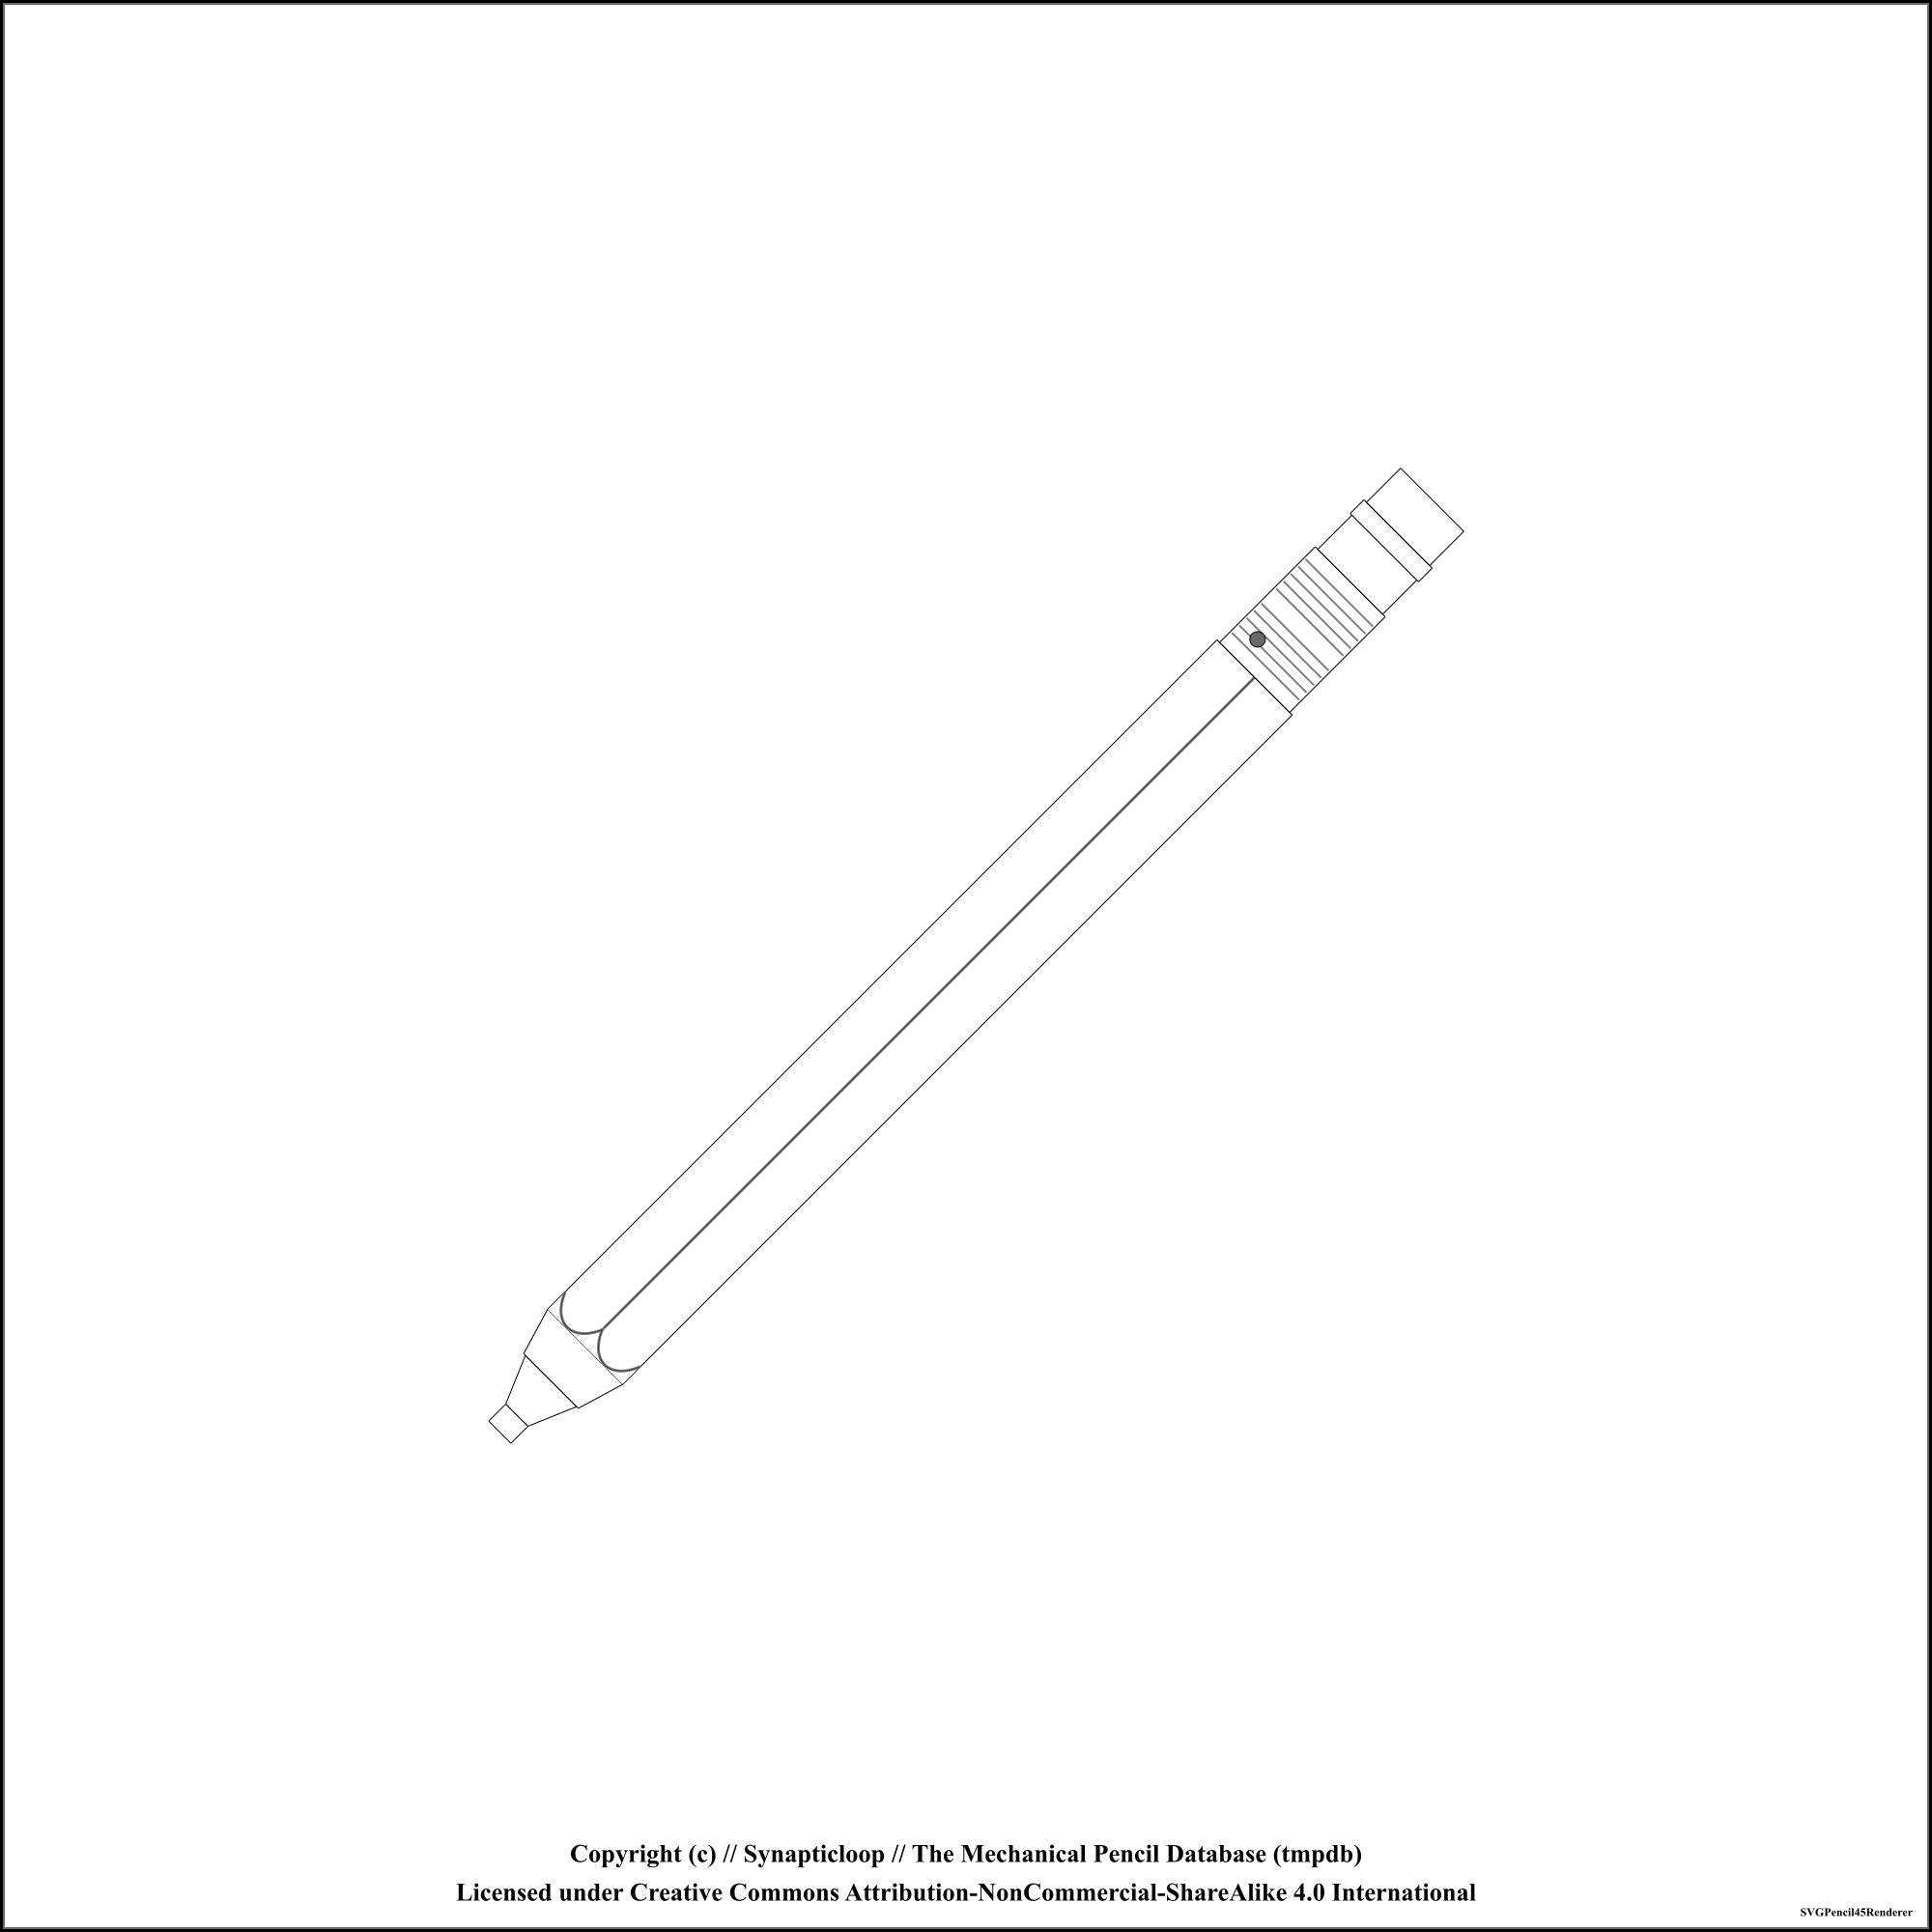 Copyright (c) // Synapticloop // The Mechanical Pencil Database (tmpdb)
Licensed under Creative Commons Attribution-NonCommercial-ShareAlike 4.0 International
SVGPencil45Renderer